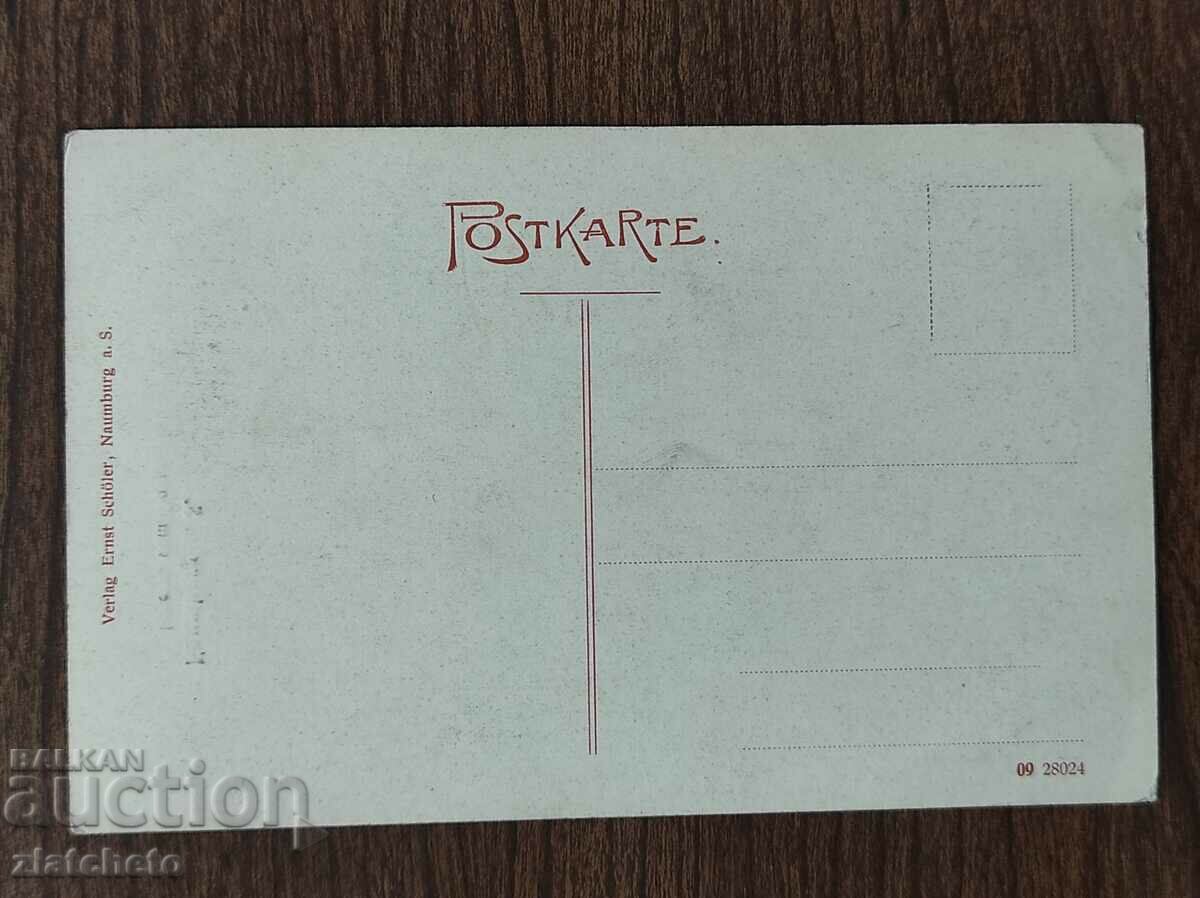 POSTKARTE.
Verlag Ernst Schöler, Naumburg a. S.
09 28024
BALKAN
auction
zlatcheto